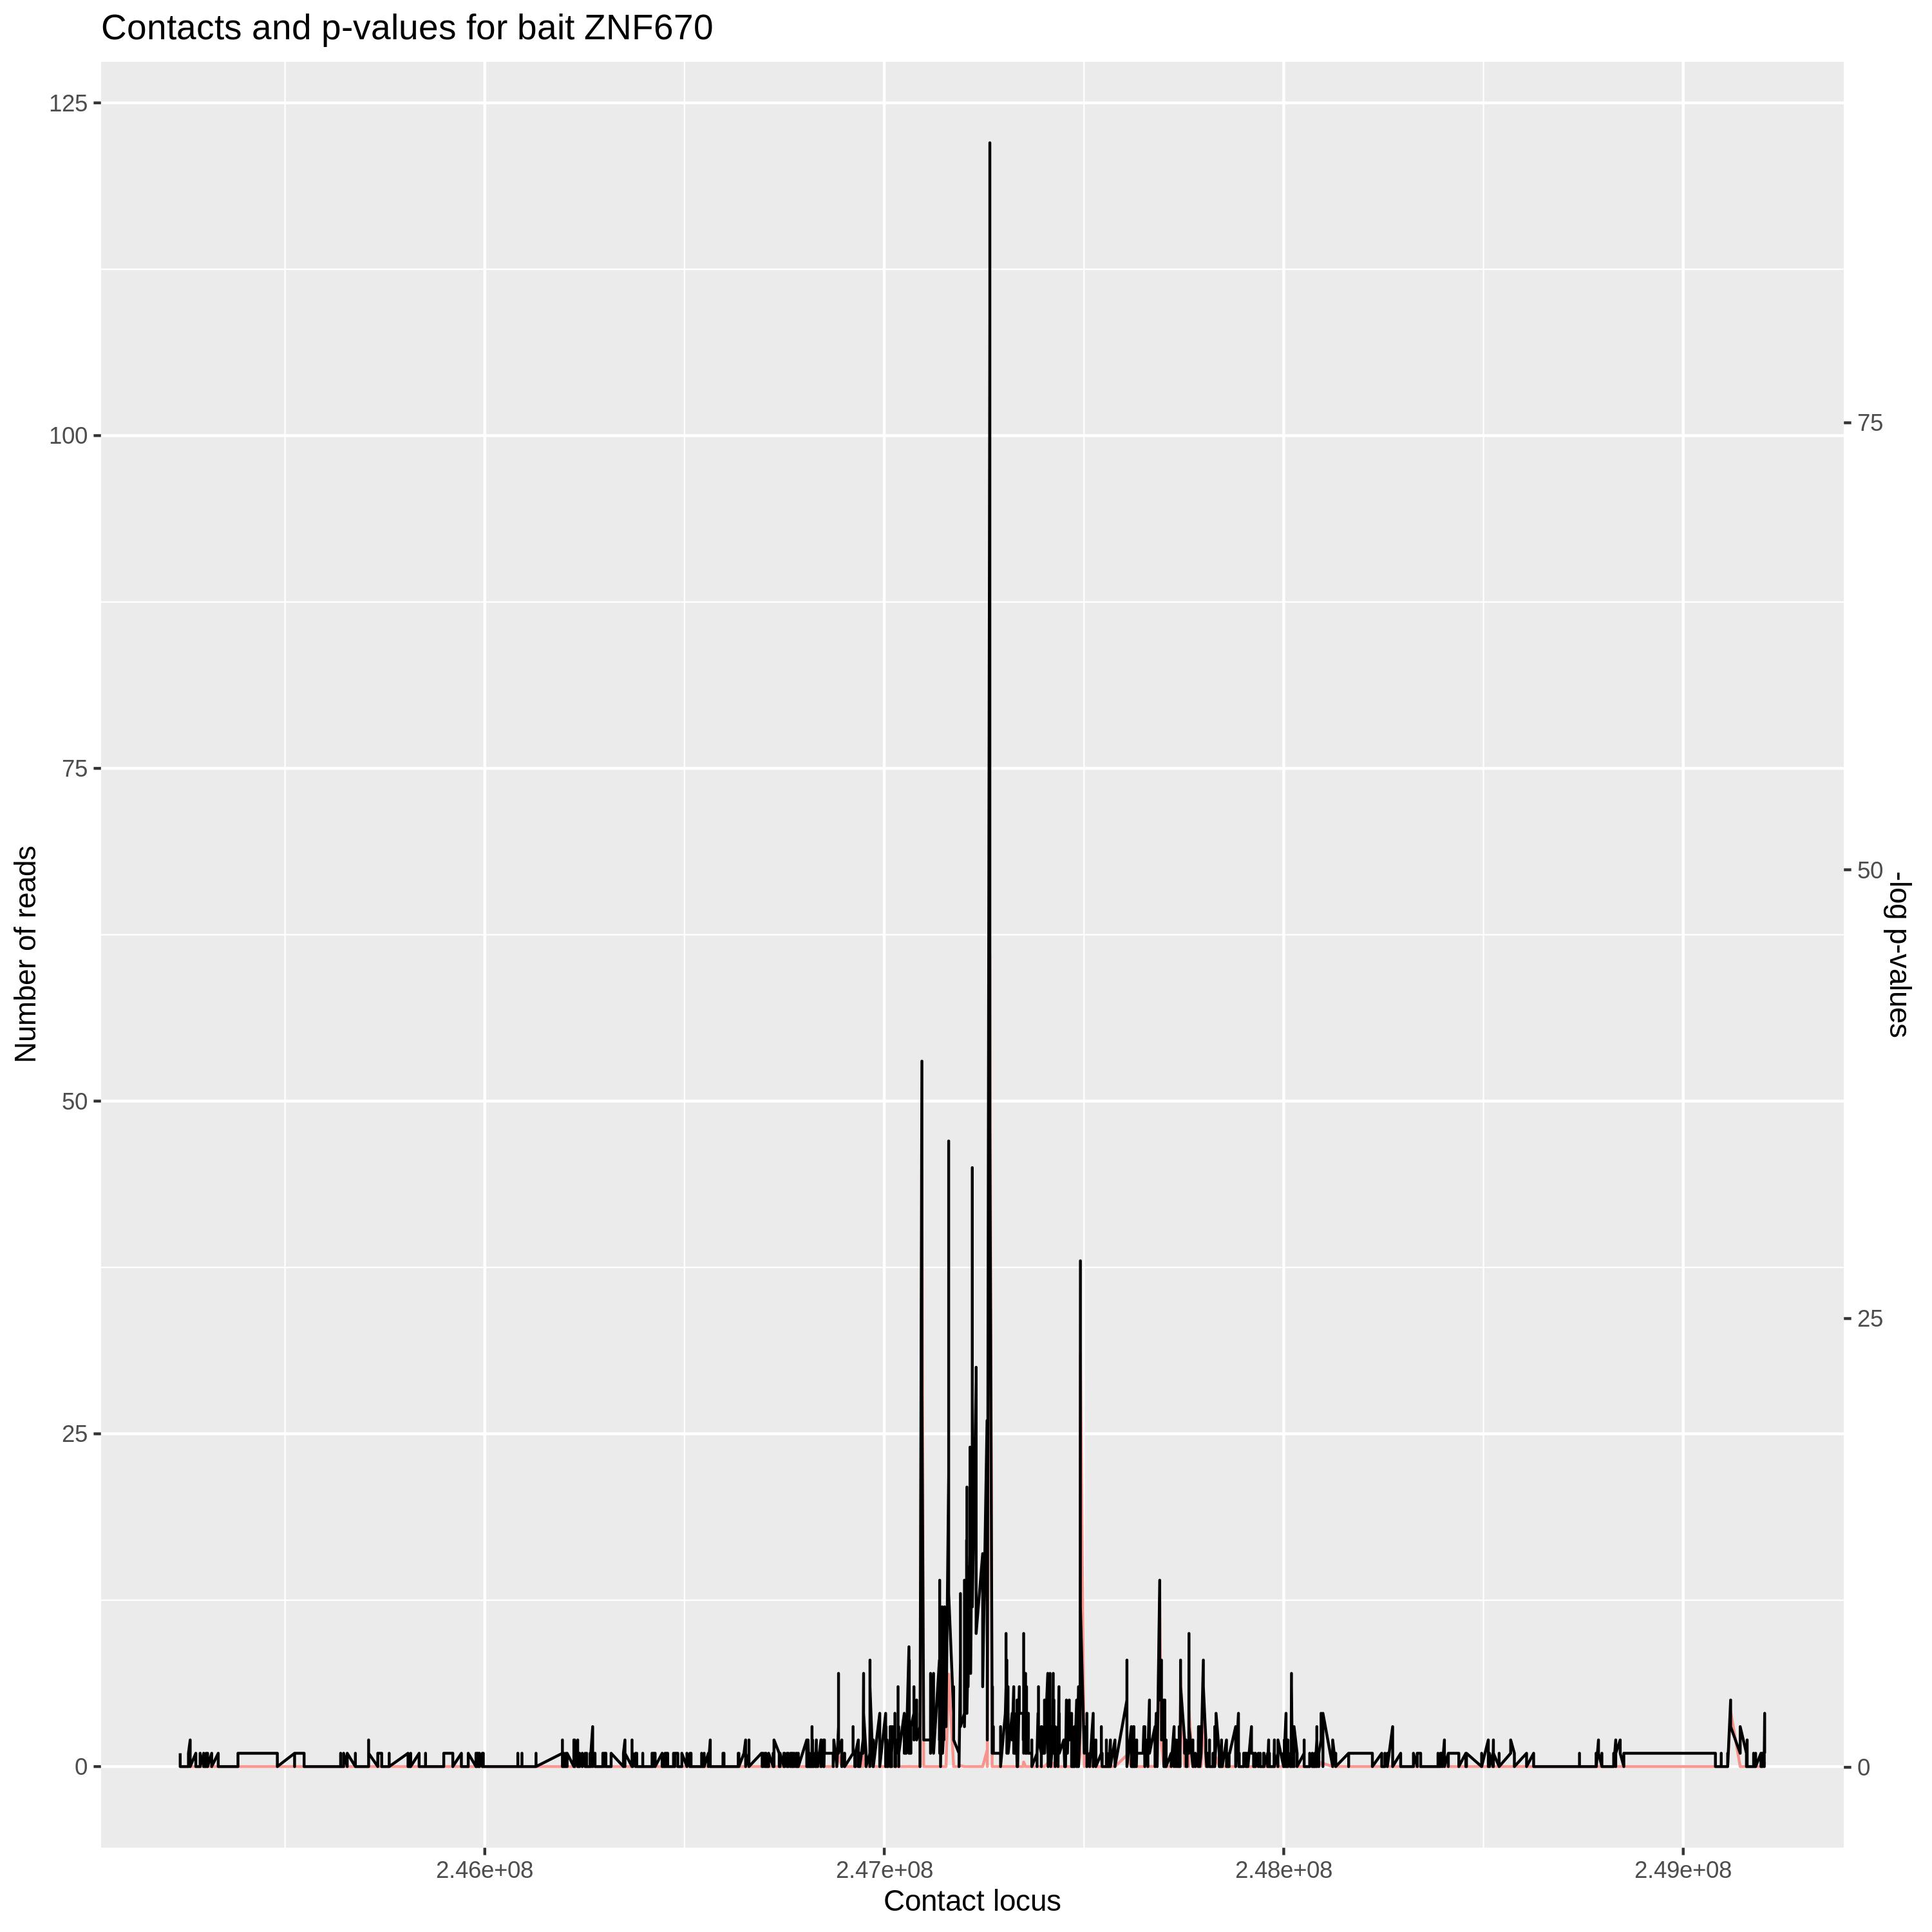 Contacts and p-values for bait ZNF670
125
100
75
50
25
0
Number of reads
75
50
25
0
-log p-values
2.46e+08 2.47e+08 2.48e+08 2.49e+08
Contact locus